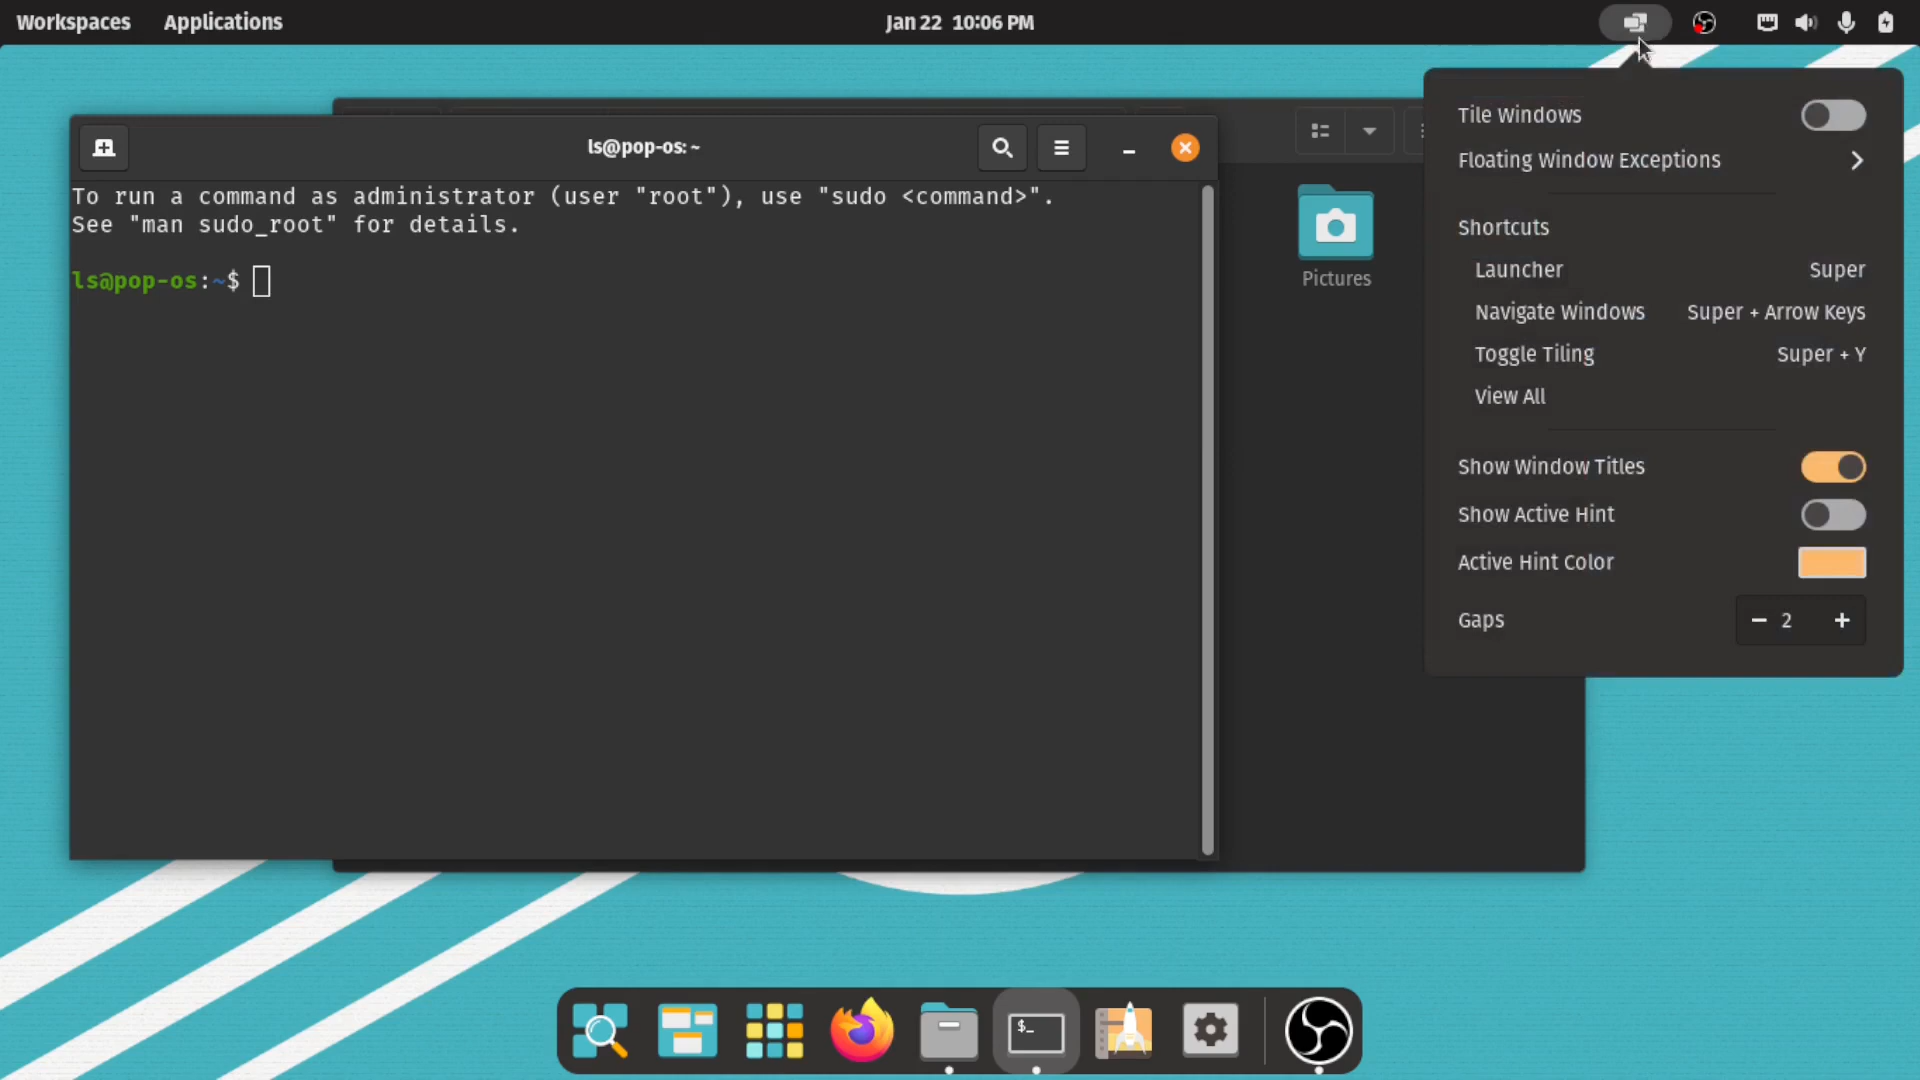 Workspaces Applications Jan 22 10:06 PM
ls@pop-os: ~
To run a command as administrator (user "root"), use "sudo <command>".
See "man sudo_root" for details.
ls@pop-os:~$
Pictures
Tile Windows
Floating Window Exceptions
Shortcuts
Launcher Super
Navigate Windows Super + Arrow Keys
Toggle Tiling Super + Y
View All
Show Window Titles
Show Active Hint
Active Hint Color
Gaps − 2 +
$_